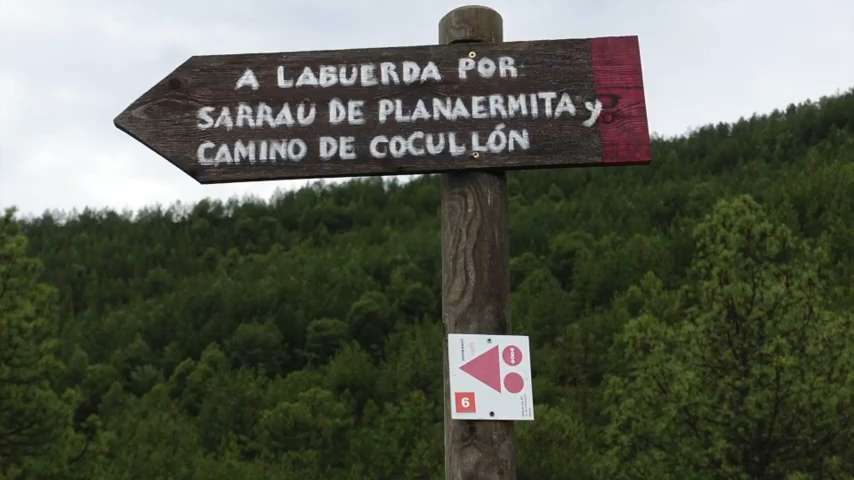 A LABUERDA POR
SARRAU DE PLANAERMITA y
CAMINO DE COCULLÓN
6